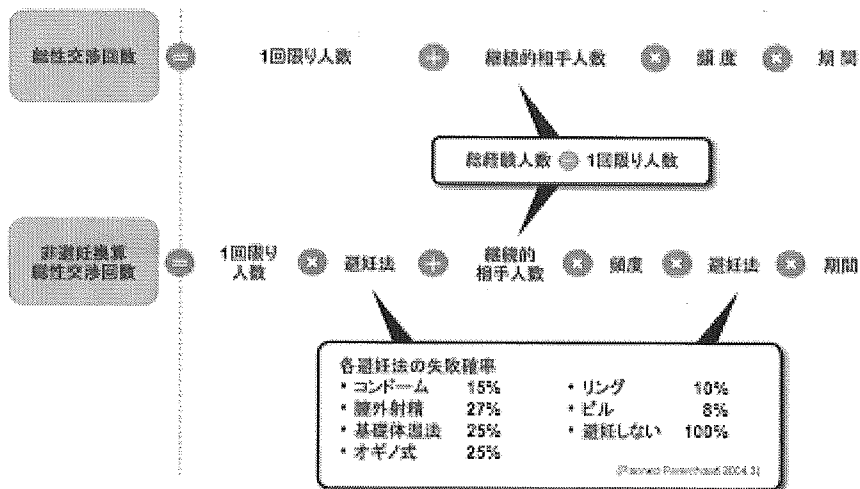 総性交渉回数 = 1回限り人数 + 継続的相手人数 × 頻度 × 期間
総経験人数 - 1回限り人数
非避妊換算
総性交渉回数 = 1回限り
人数 × 避妊法 + 継続的
相手人数 × 頻度 × 避妊法 × 期間
各避妊法の失敗確率
・コンドーム 15%
・膣外射精 27%
・基礎体温法 25%
・オギノ式 25%
・リング 10%
・ピル 8%
・避妊しない 100%
(Planned Parenthood 2004.3)